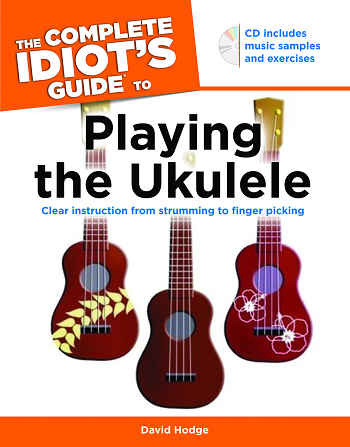 THE COMPLETE
IDIOT'S
GUIDE® TO
CD includes
music samples
and exercises
Playing
the Ukulele
Clear instruction from strumming to finger picking
David Hodge